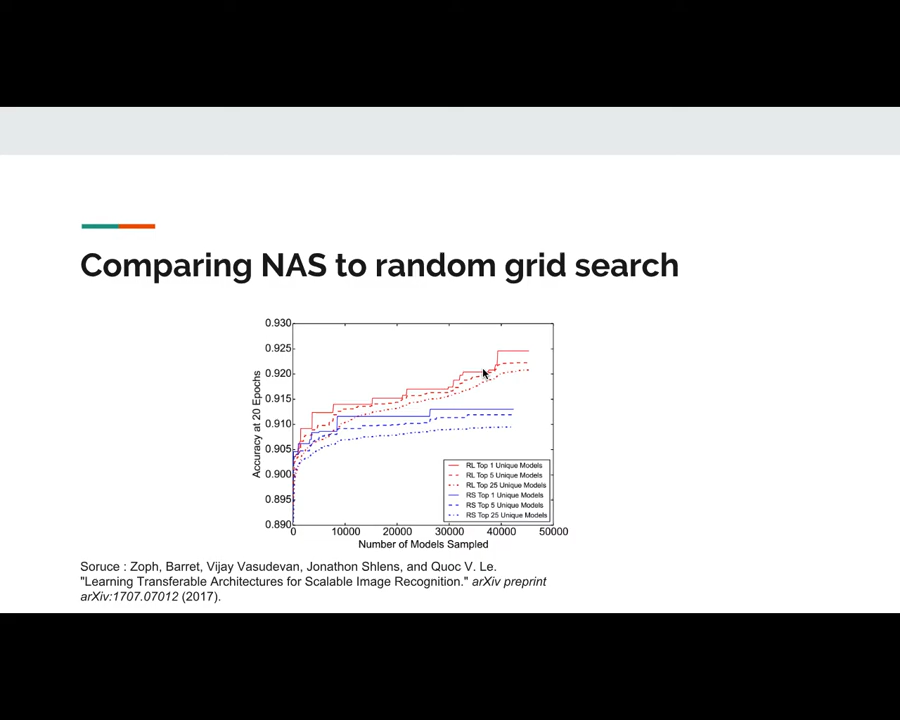 Comparing NAS to random grid search
0.930
0.925
0.920
0.915
0.910
0.905
0.900
0.895
0.890
Accuracy at 20 Epochs
RL Top 1 Unique Models
RL Top 5 Unique Models
RL Top 25 Unique Models
RS Top 1 Unique Models
RS Top 5 Unique Models
RS Top 25 Unique Models
0 10000 20000 30000 40000 50000
Number of Models Sampled
Soruce : Zoph, Barret, Vijay Vasudevan, Jonathon Shlens, and Quoc V. Le.
"Learning Transferable Architectures for Scalable Image Recognition." arXiv preprint
arXiv:1707.07012 (2017).